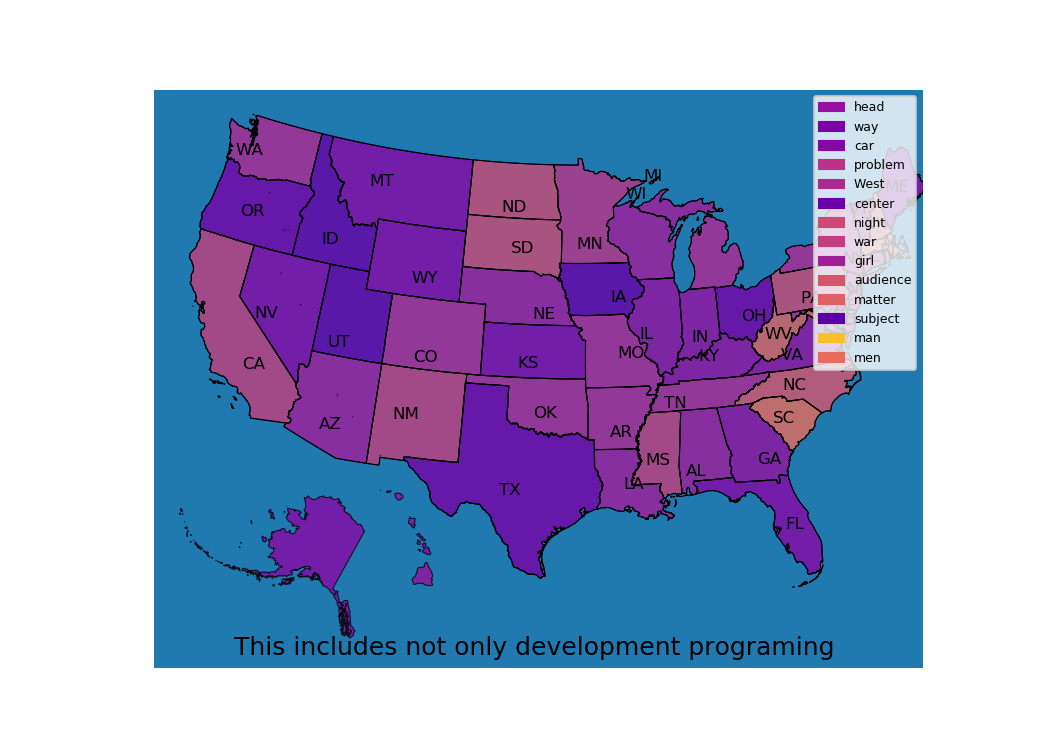 head
way
car
problem
West
center
night
war
girl
audience
matter
subject
man
men
WA
MT
MI
WI
ME
OR
ND
ID
SD
MN
WY
IA
NE
NV
OH
UT
IL
IN
WV
MO
KY
VA
CO
KS
CA
NC
TN
NM
OK
SC
AZ
AR
MS
GA
AL
LA
TX
FL
This includes not only development programing